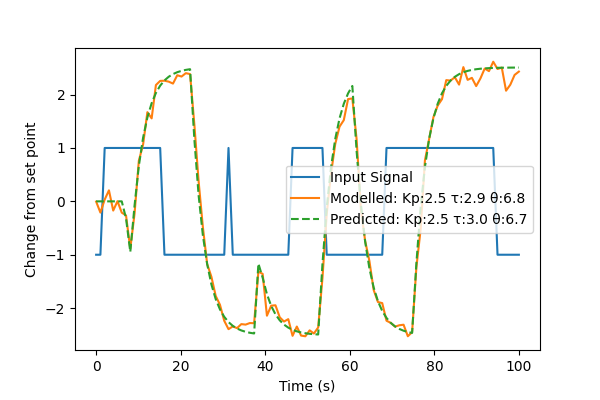 Change from set point
2
1
0
−1
−2
Input Signal
Modelled: Kp:2.5 τ:2.9 θ:6.8
Predicted: Kp:2.5 τ:3.0 θ:6.7
0 20 40 60 80 100
Time (s)